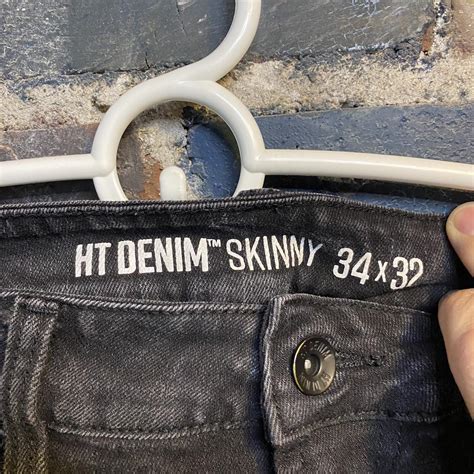 HT DENIM™ SKINNY 34 x 32